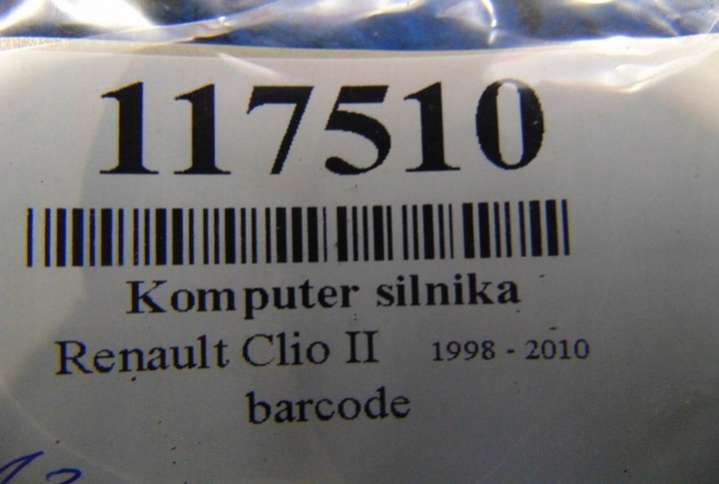 117510
Komputer silnika
Renault Clio II 1998 - 2010
barcode